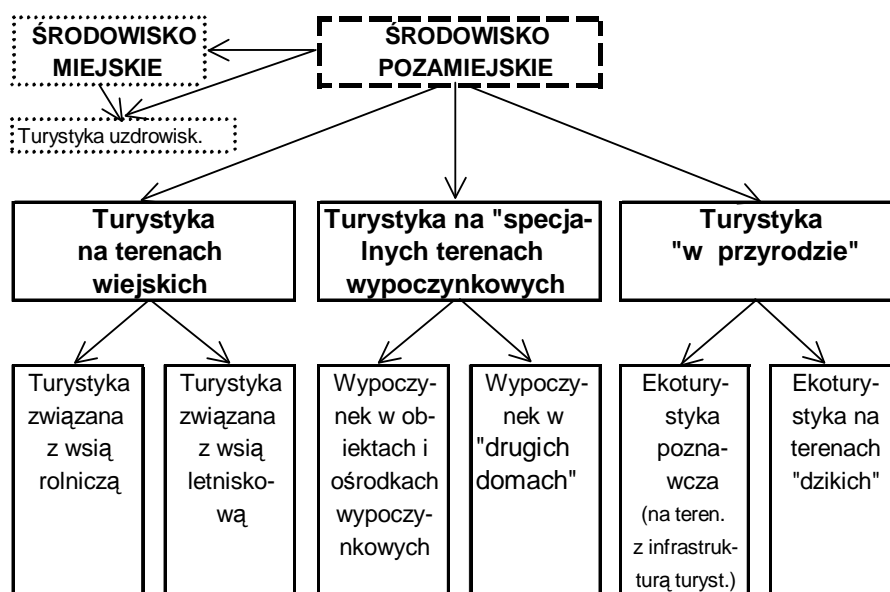 ŚRODOWISKO
MIEJSKIE
ŚRODOWISKO
POZAMIEJSKIE
Turystyka uzdrowisk.
Turystyka
na terenach
wiejskich
Turystyka na "specja-
lnych terenach
wypoczynkowych
Turystyka
"w przyrodzie"
Turystyka
związana
z wsią
rolniczą
Turystyka
związana
z wsią
letnisko-
wą
Wypoczy-
nek w ob-
iektach i
ośrodkach
wypoczy-
nkowych
Wypoczy-
nek w
"drugich
domach"
Ekotury-
styka
pozna-
wcza
(na teren.
z infrastruk-
turą turyst.)
Ekotury-
styka na
terenach
"dzikich"